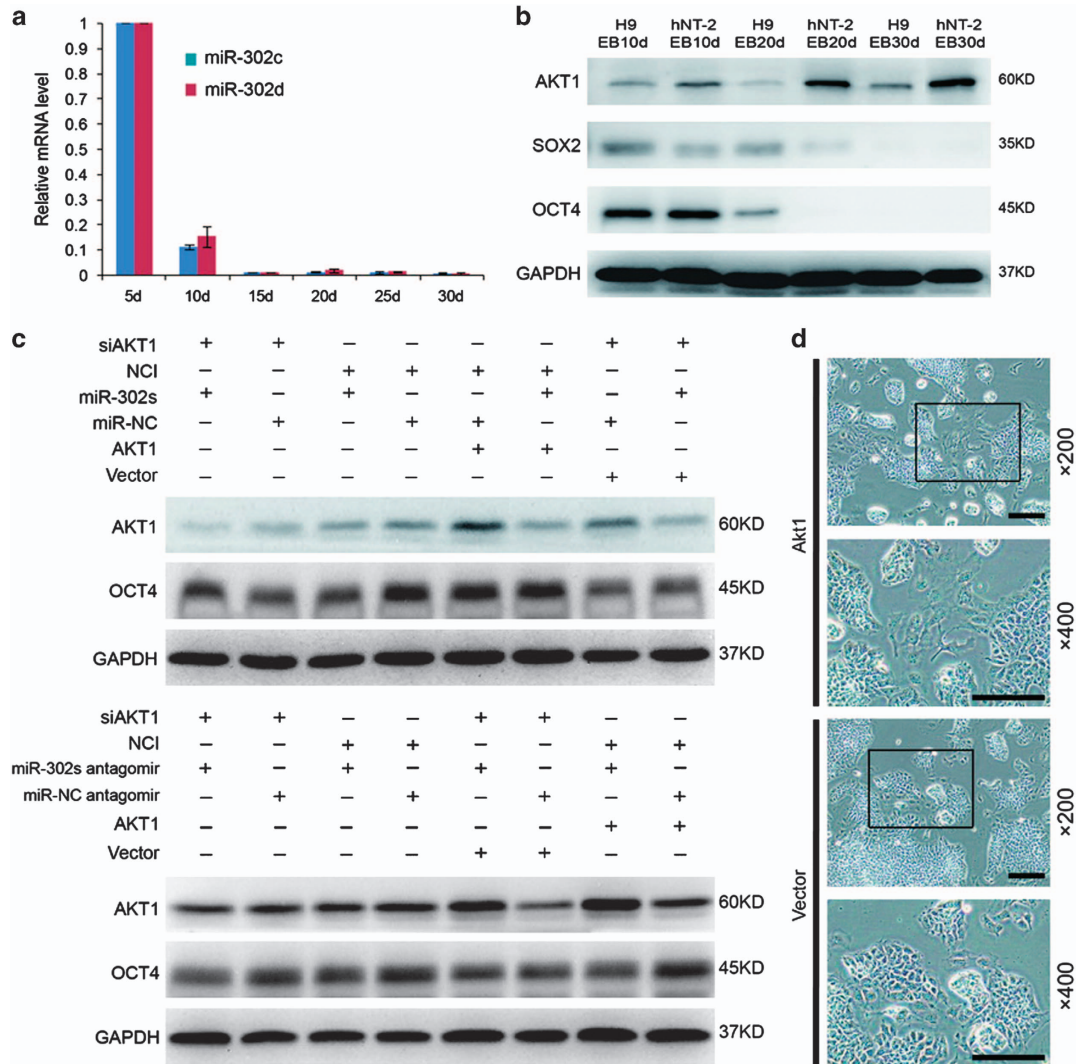 a
Relative mRNA level
1
0.9
0.8
0.7
0.6
0.5
0.4
0.3
0.2
0.1
0
miR-302c
miR-302d
5d 10d 15d 20d 25d 30d
b
H9 hNT-2 H9 hNT-2 H9 hNT-2
EB10d EB10d EB20d EB20d EB30d EB30d
AKT1 60KD
SOX2 35KD
OCT4 45KD
GAPDH 37KD
c
siAKT1 + + – – – – + +
NCI – – + + + + – –
miR-302s + – + – – + – +
miR-NC – + – + + – + –
AKT1 – – – – + + – –
Vector – – – – – – + +
AKT1 60KD
OCT4 45KD
GAPDH 37KD
siAKT1 + + – – + + – –
NCI – – + + – – + +
miR-302s antagomir + – + – + – + –
miR-NC antagomir – + – + – + – +
AKT1 – – – – – – + +
Vector – – – – + + – –
AKT1 60KD
OCT4 45KD
GAPDH 37KD
d
Akt1
×200
×400
Vector
×200
×400